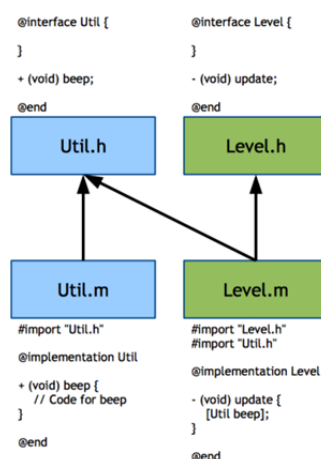 @interface Util {
}
+ (void) beep;
@end
Util.h
@interface Level {
}
- (void) update;
@end
Level.h
Util.m
#import "Util.h"
@implementation Util
+ (void) beep {
// Code for beep
}
@end
Level.m
#import "Level.h"
#import "Util.h"
@implementation Level
- (void) update {
[Util beep];
}
@end